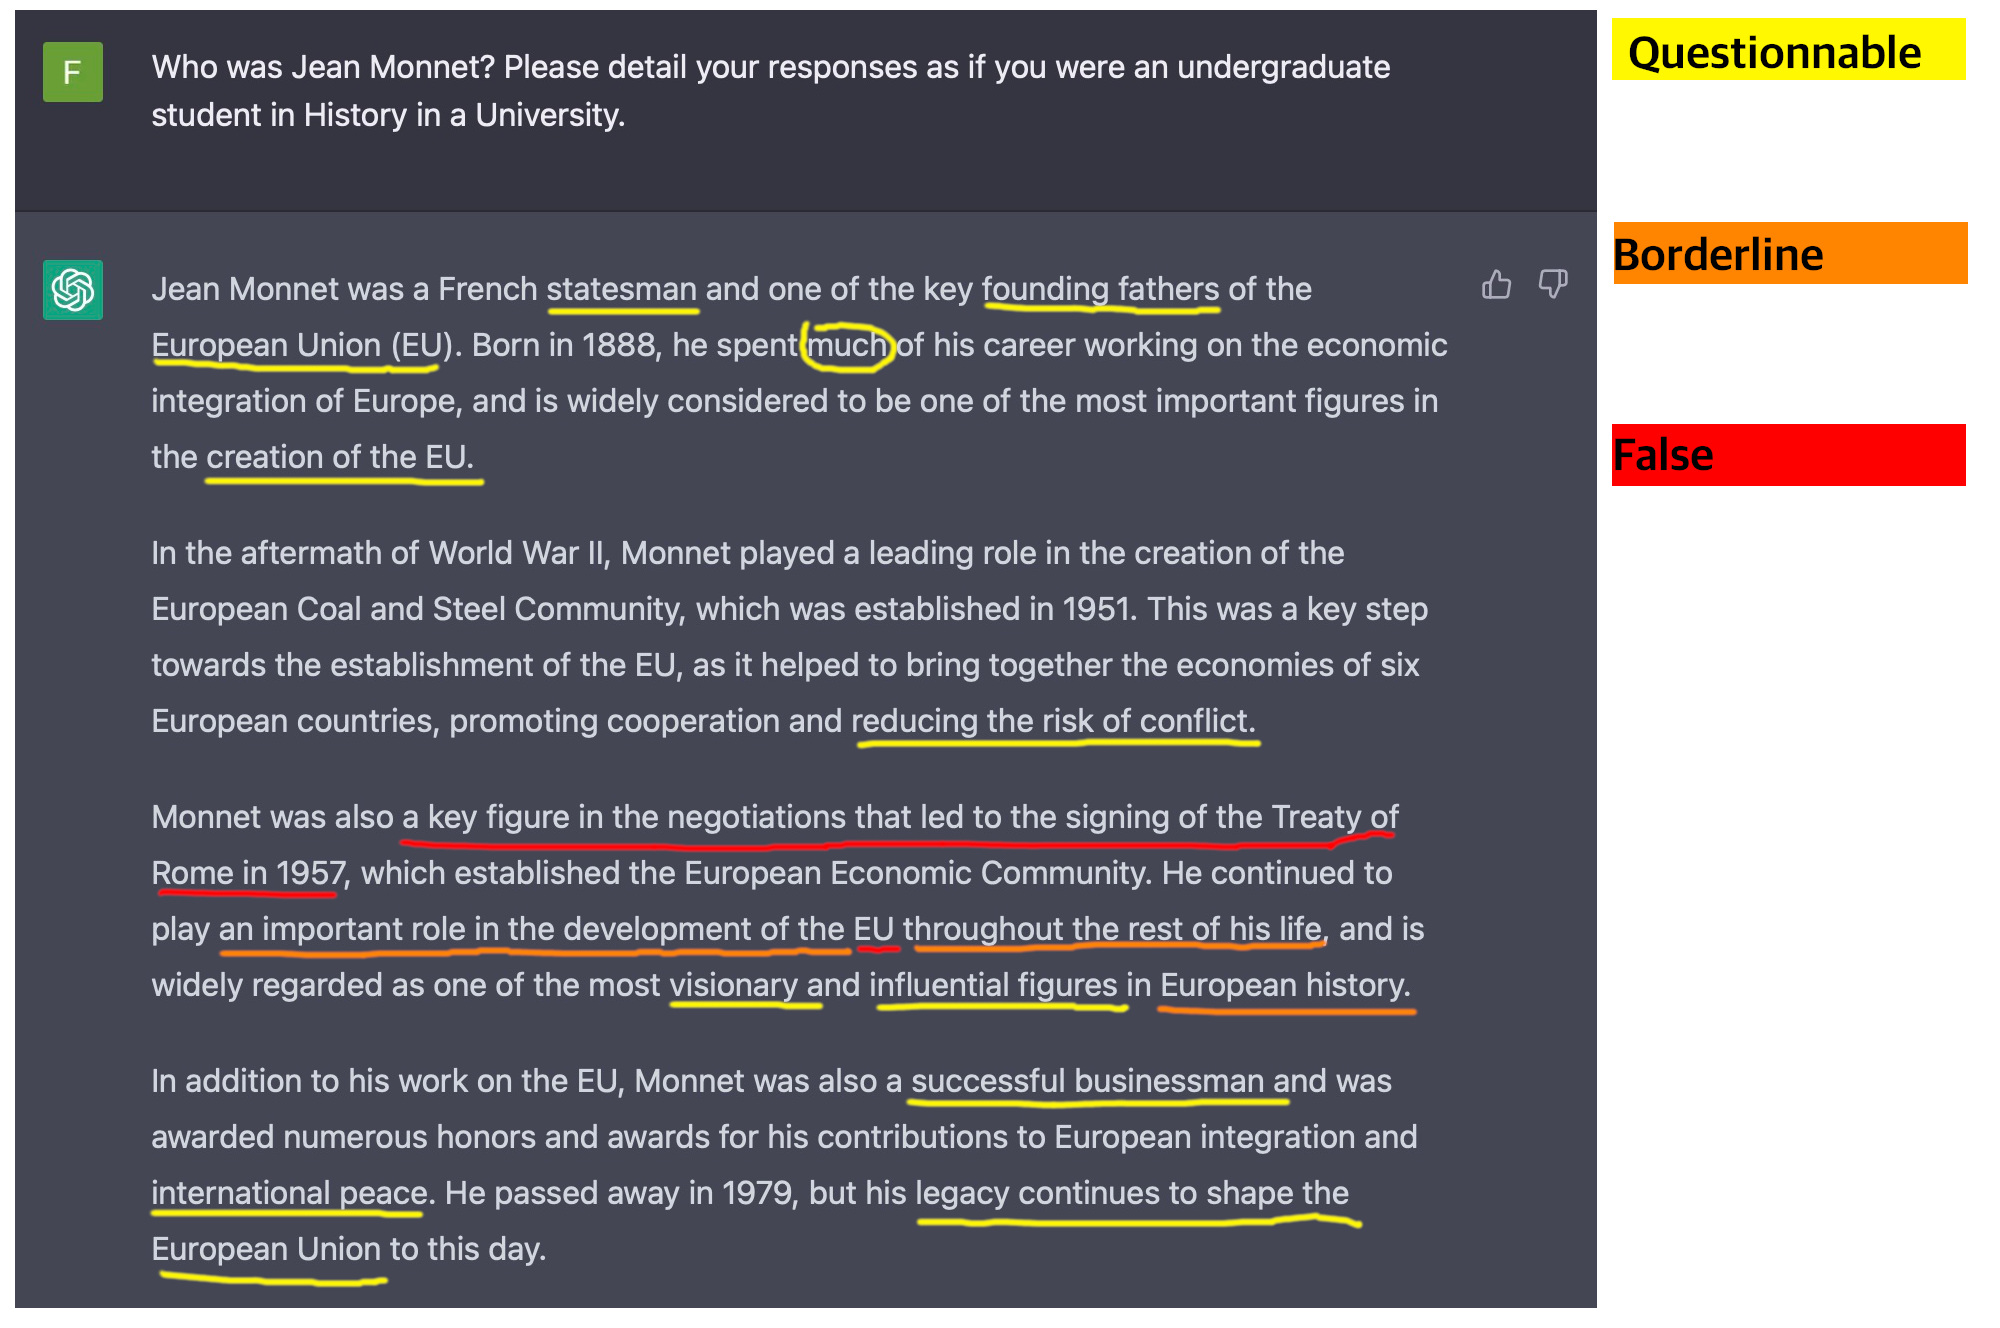 F
Who was Jean Monnet? Please detail your responses as if you were an undergraduate
student in History in a University.
Questionnable
Borderline
False
Jean Monnet was a French statesman and one of the key founding fathers of the
European Union (EU). Born in 1888, he spent much of his career working on the economic
integration of Europe, and is widely considered to be one of the most important figures in
the creation of the EU.
In the aftermath of World War II, Monnet played a leading role in the creation of the
European Coal and Steel Community, which was established in 1951. This was a key step
towards the establishment of the EU, as it helped to bring together the economies of six
European countries, promoting cooperation and reducing the risk of conflict.
Monnet was also a key figure in the negotiations that led to the signing of the Treaty of
Rome in 1957, which established the European Economic Community. He continued to
play an important role in the development of the EU throughout the rest of his life, and is
widely regarded as one of the most visionary and influential figures in European history.
In addition to his work on the EU, Monnet was also a successful businessman and was
awarded numerous honors and awards for his contributions to European integration and
international peace. He passed away in 1979, but his legacy continues to shape the
European Union to this day.